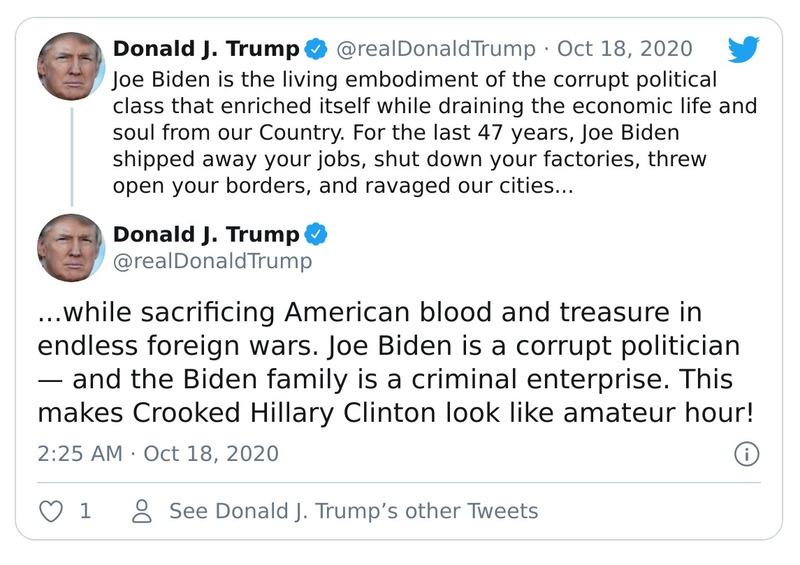 Donald J. Trump @realDonaldTrump · Oct 18, 2020
Joe Biden is the living embodiment of the corrupt political
class that enriched itself while draining the economic life and
soul from our Country. For the last 47 years, Joe Biden
shipped away your jobs, shut down your factories, threw
open your borders, and ravaged our cities...
Donald J. Trump
@realDonaldTrump
...while sacrificing American blood and treasure in
endless foreign wars. Joe Biden is a corrupt politician
— and the Biden family is a criminal enterprise. This
makes Crooked Hillary Clinton look like amateur hour!
2:25 AM · Oct 18, 2020
1 See Donald J. Trump’s other Tweets